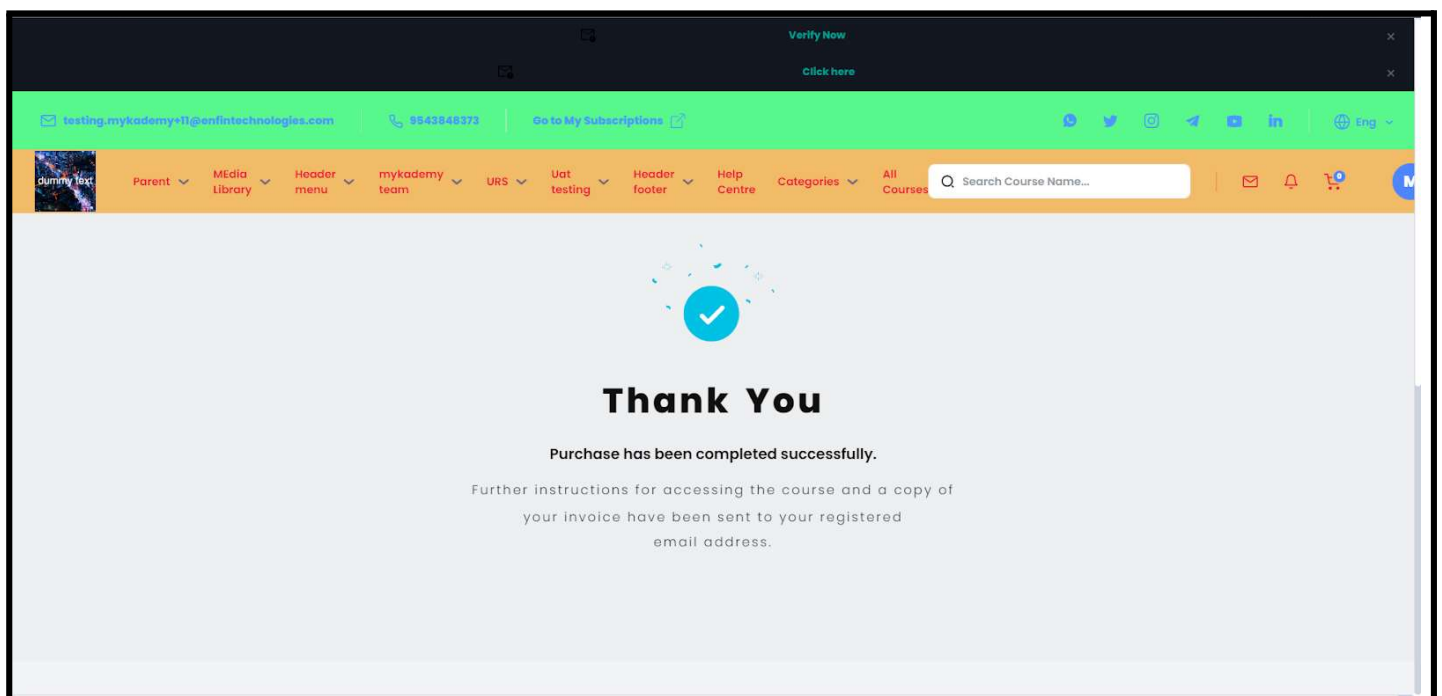 Verify Now
Click here
testing.mykademy+11@enfintechnologies.com 9543848373 Go to My Subscriptions Eng
dummy text
Parent
MEdia Library
Header menu
mykademy team
URS
Uat testing
Header footer
Help Centre
Categories
All Courses
Search Course Name...
0
M
Thank You
Purchase has been completed successfully.
Further instructions for accessing the course and a copy of
your invoice have been sent to your registered
email address.